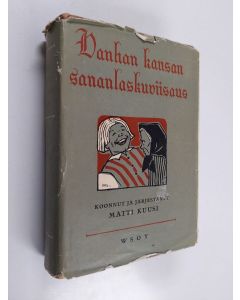 Vanhan kansan
sananlaskuviisaus
KOONNUT JA JÄRJESTÄNYT
MATTI KUUSI
WSOY